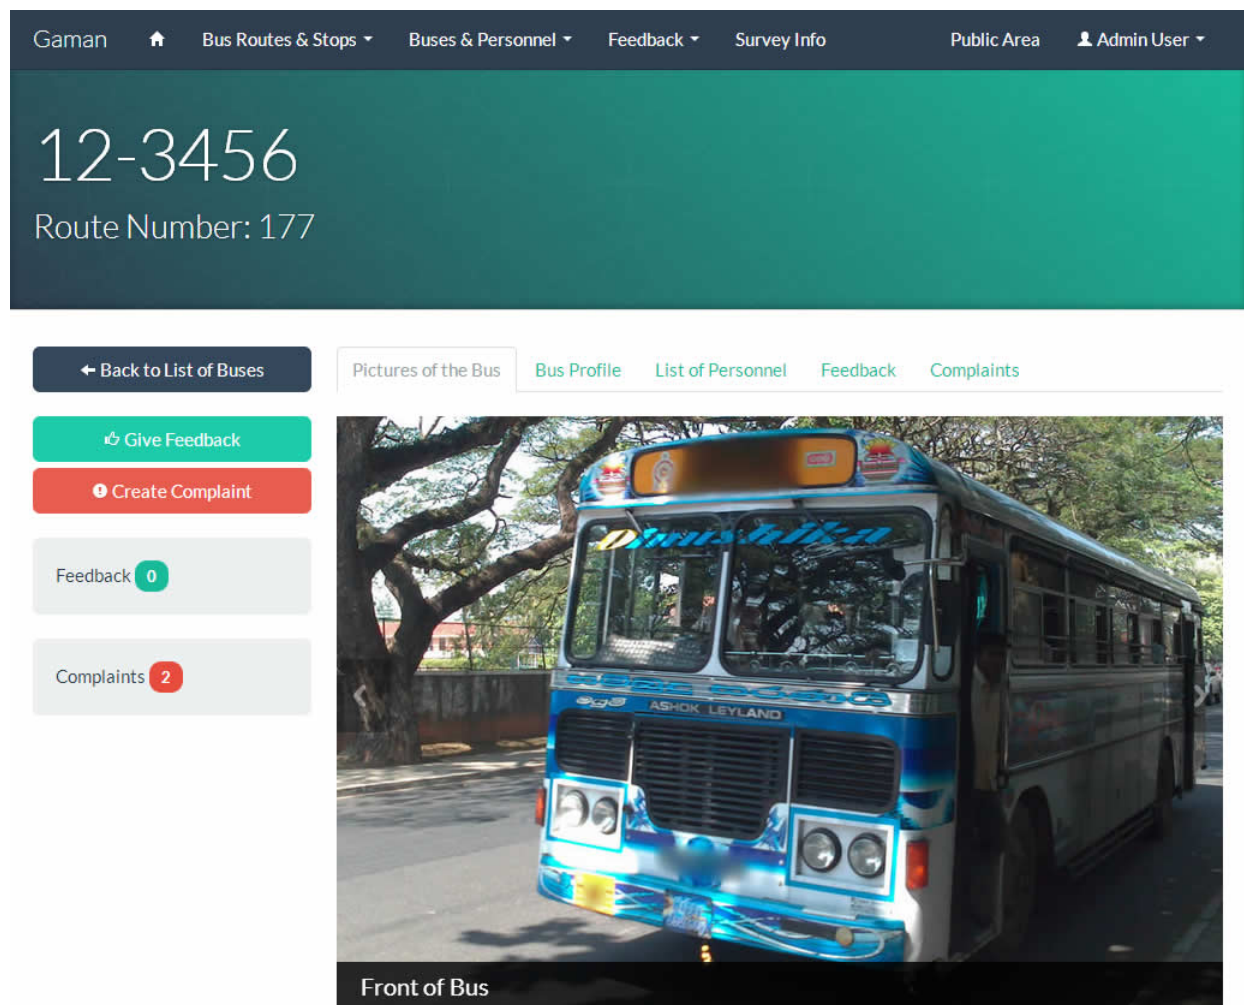 Gaman Bus Routes & Stops Buses & Personnel Feedback Survey Info Public Area Admin User
12-3456
Route Number: 177
Back to List of Buses
Pictures of the Bus Bus Profile List of Personnel Feedback Complaints
Give Feedback
Create Complaint
Feedback 0
Complaints 2
Dimishika
ASHOK LEYLAND
Front of Bus